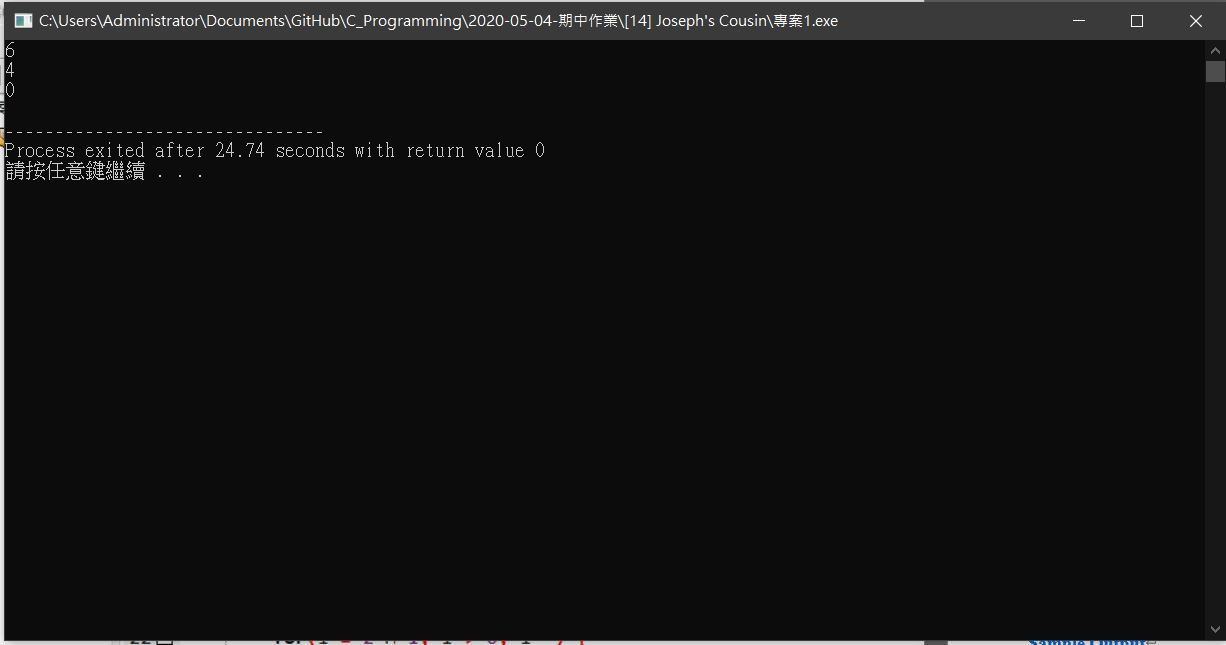 C:\Users\Administrator\Documents\GitHub\C_Programming\2020-05-04-期中作業\[14] Joseph's Cousin\專案1.exe
6
4
0
--------------------------------
Process exited after 24.74 seconds with return value 0
請按任意鍵繼續 . . .
Sample Output